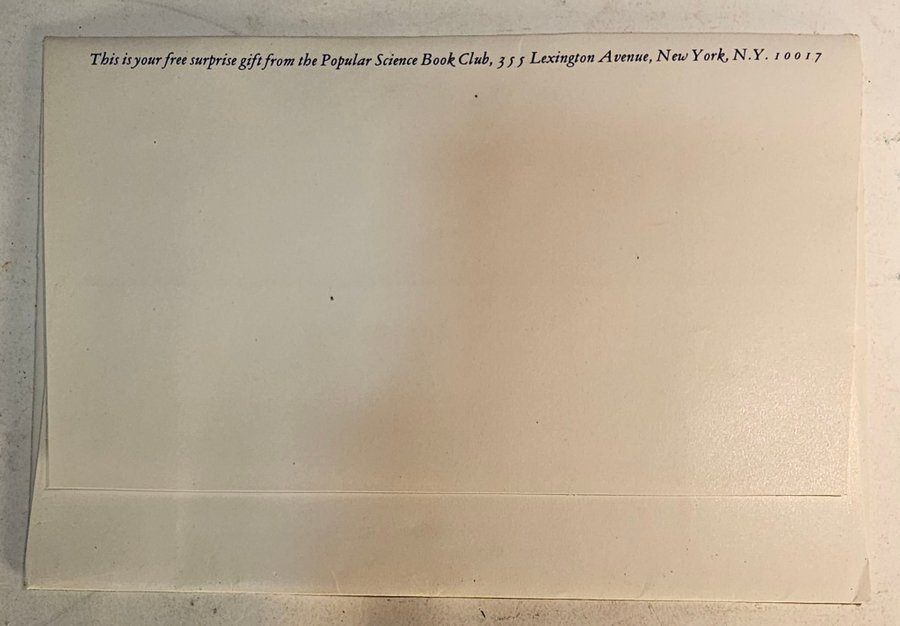 This is your free surprise gift from the Popular Science Book Club, 355 Lexington Avenue, New York, N.Y. 10017